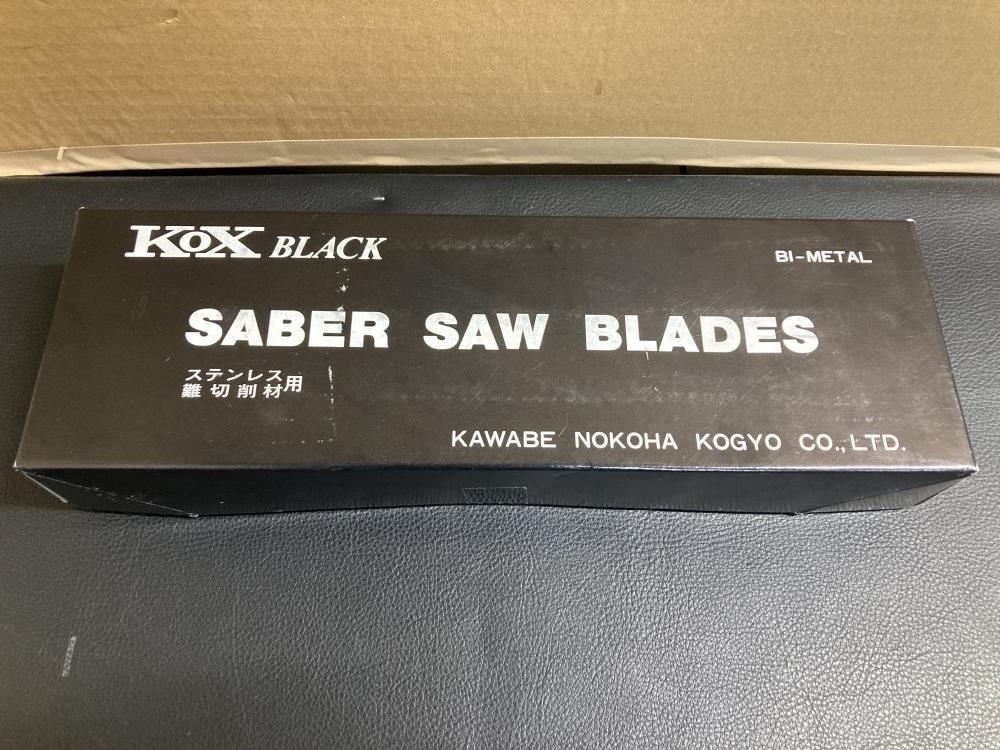 KOX BLACK
BI-METAL
SABER SAW BLADES
ステンレス
難切削材用
KAWABE NOKOHA KOGYO CO.,LTD.